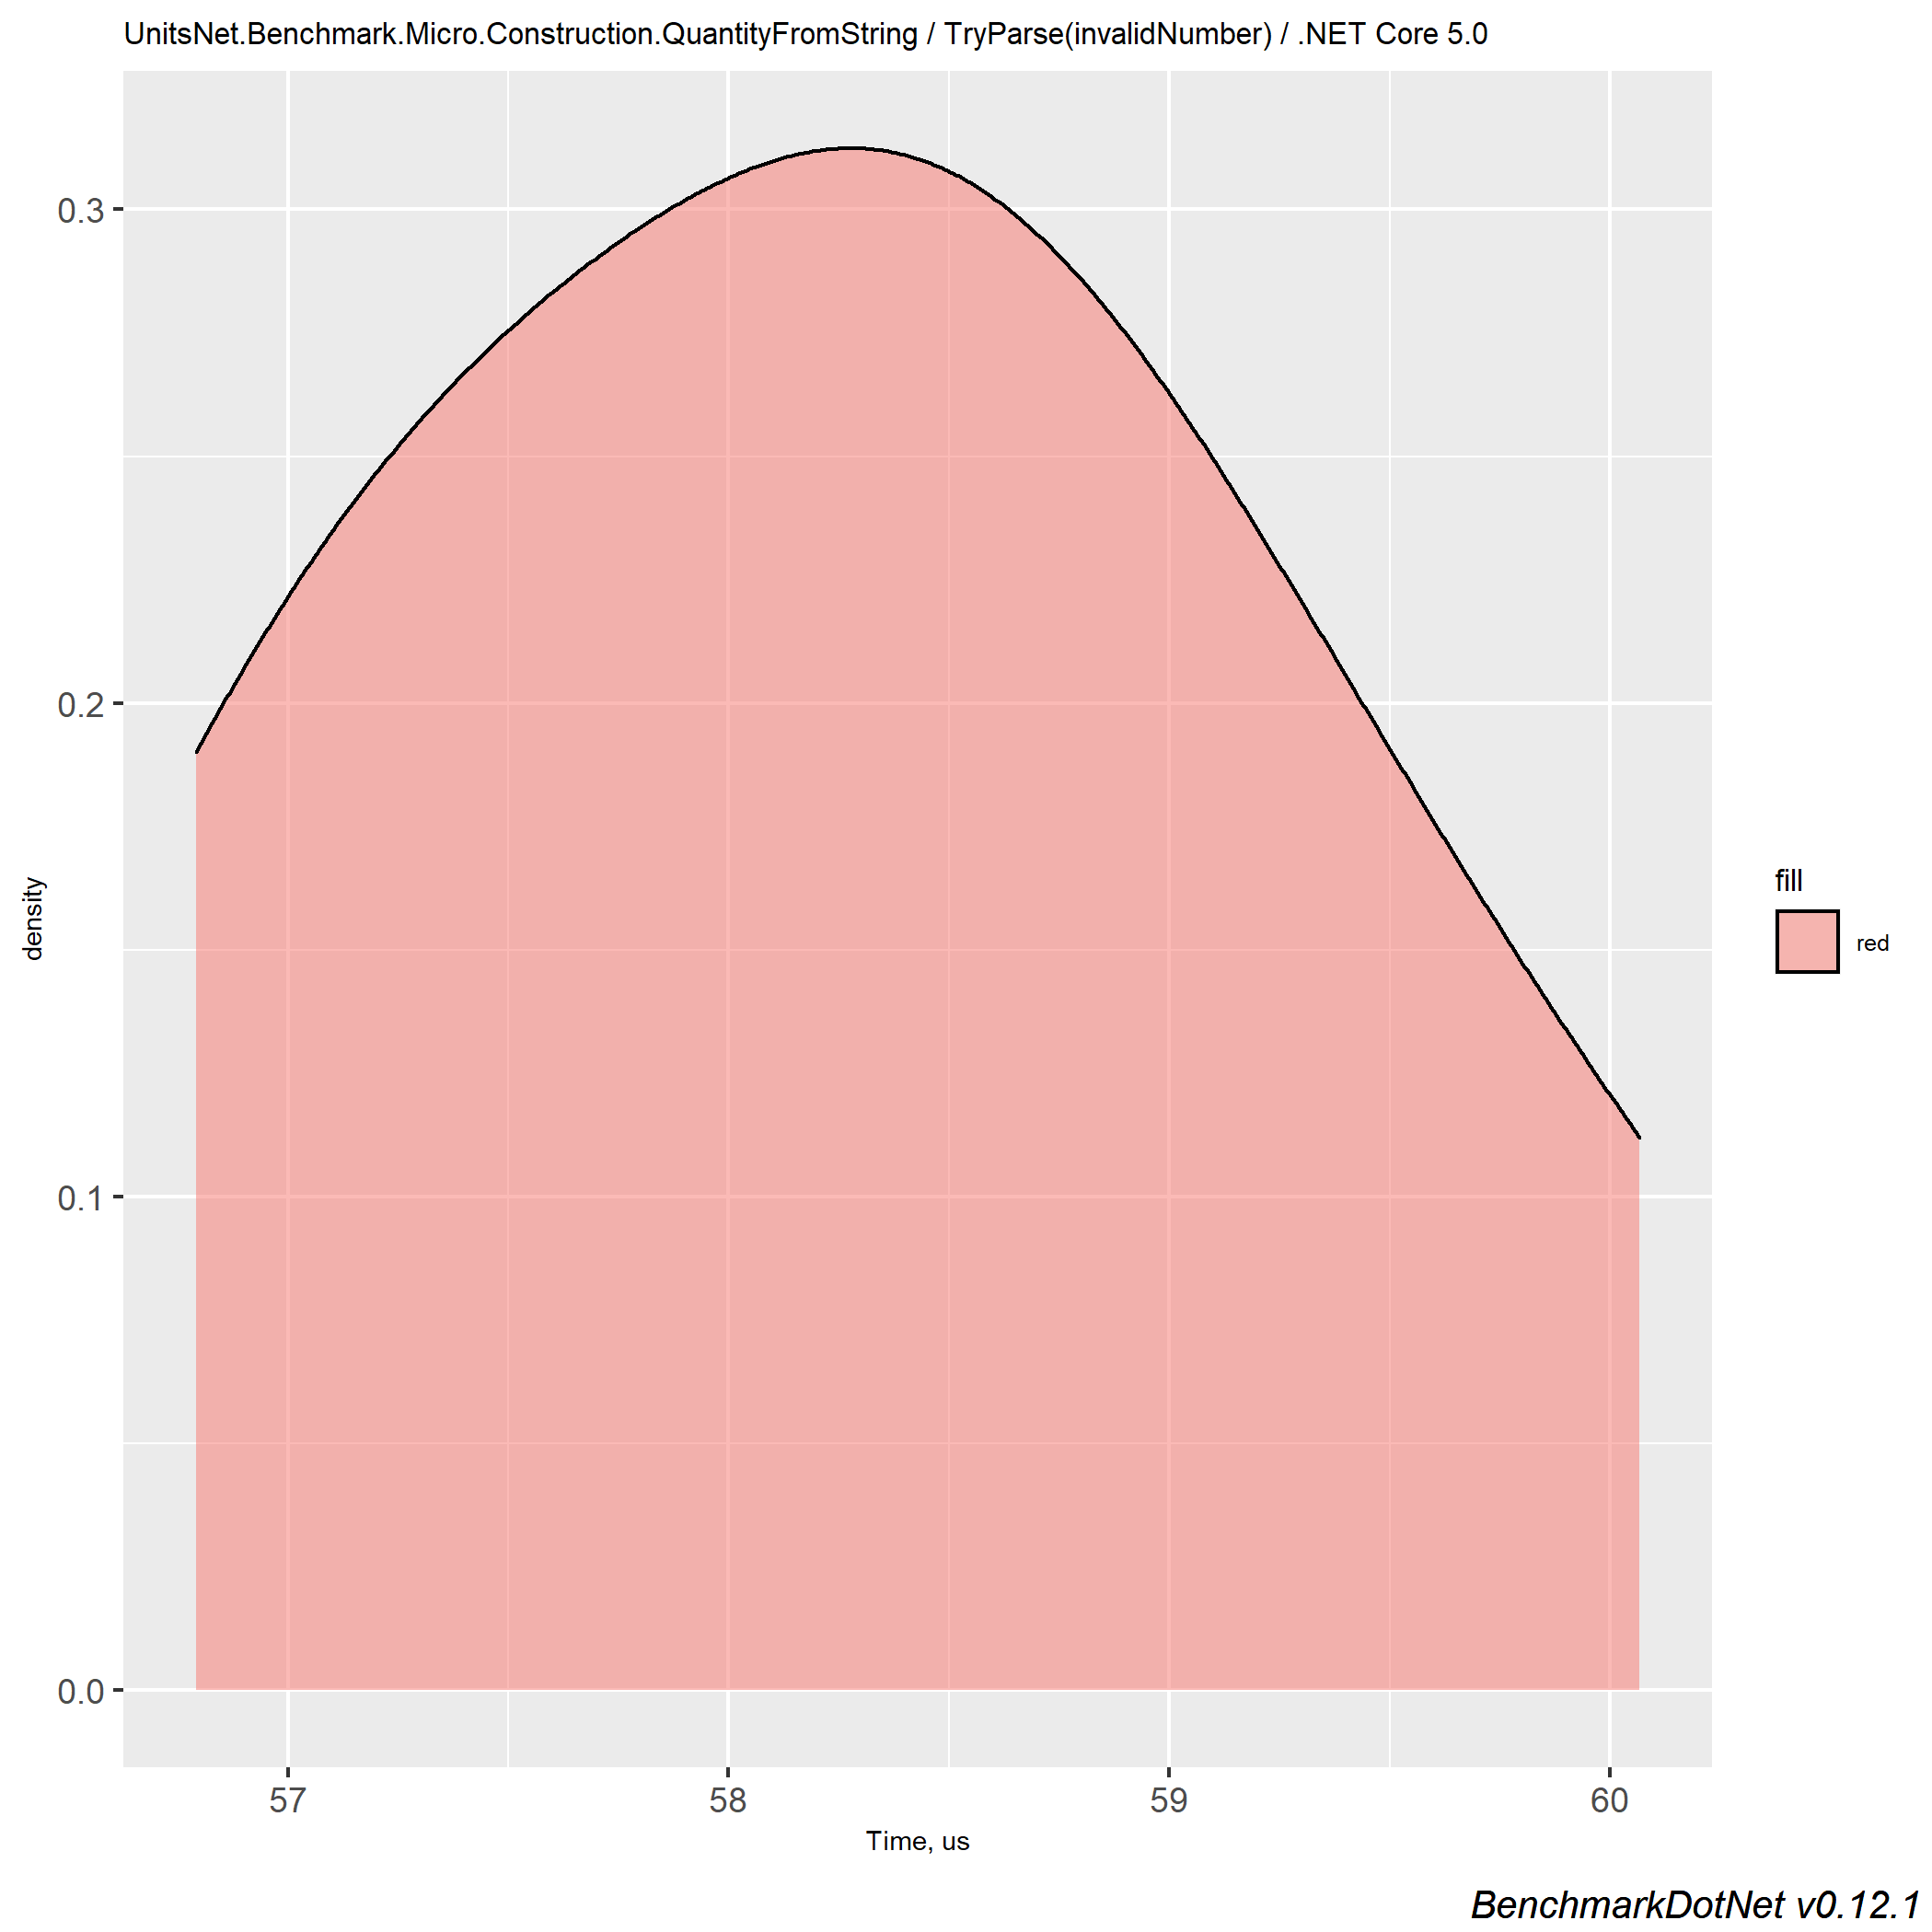 UnitsNet.Benchmark.Micro.Construction.QuantityFromString / TryParse(invalidNumber) / .NET Core 5.0
0.3
0.2
0.1
0.0
density
57 58 59 60
Time, us
fill
red
BenchmarkDotNet v0.12.1